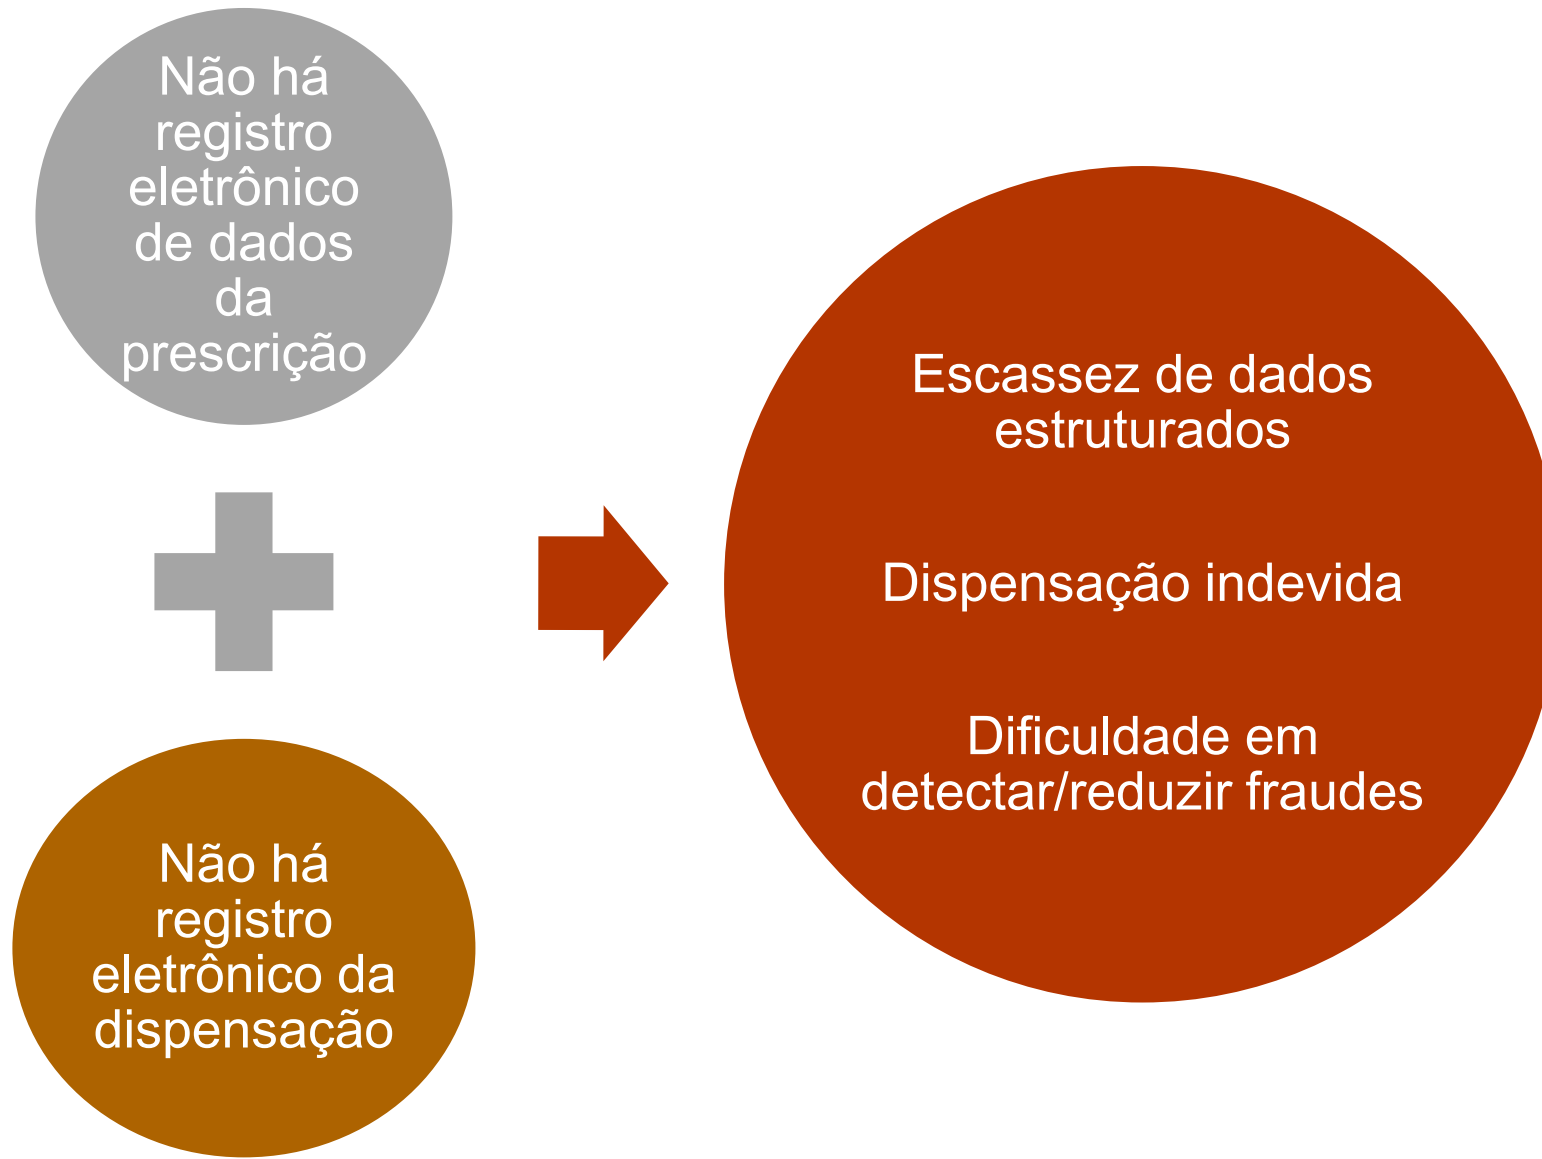 Não há
registro
eletrônico
de dados
da
prescrição
Não há
registro
eletrônico da
dispensação
Escassez de dados
estruturados
Dispensação indevida
Dificuldade em
detectar/reduzir fraudes